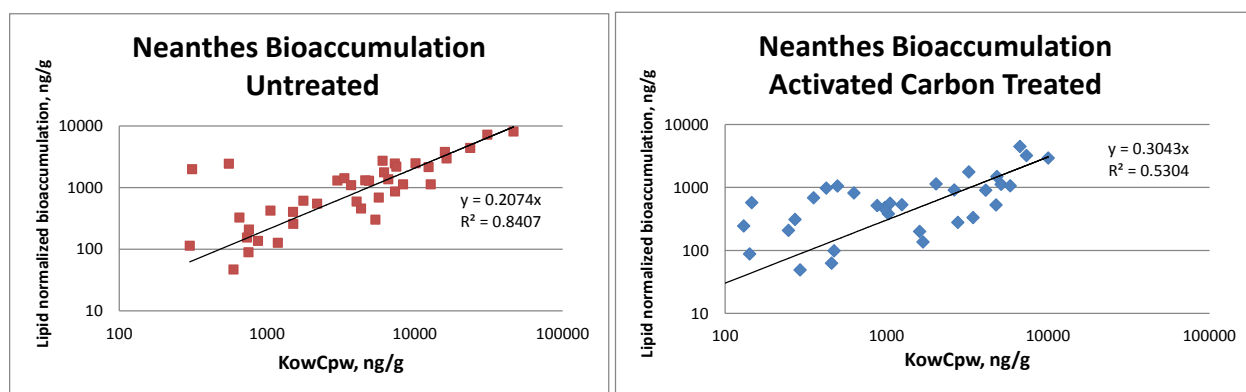 Neanthes Bioaccumulation
Untreated
Lipid normalized bioaccumulation, ng/g
10000
1000
100
10
y = 0.2074x
R² = 0.8407
100
1000
10000
100000
KowCpw, ng/g
Neanthes Bioaccumulation
Activated Carbon Treated
Lipid normalized bioaccumulation, ng/g
10000
1000
100
10
y = 0.3043x
R² = 0.5304
100
1000
10000
100000
KowCpw, ng/g